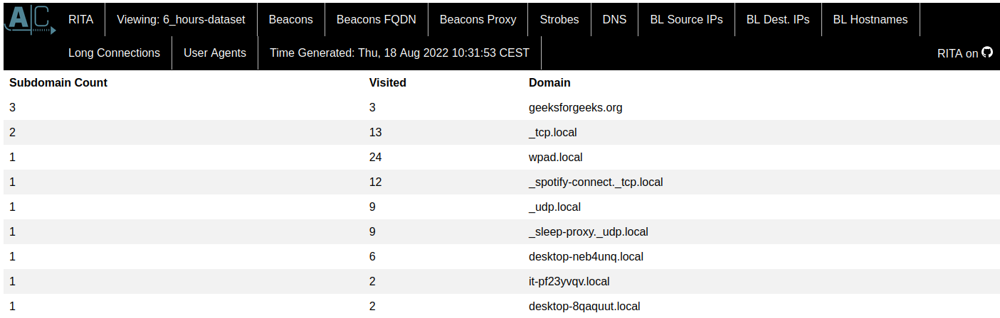 AC RITA Viewing: 6_hours-dataset Beacons Beacons FQDN Beacons Proxy Strobes DNS BL Source IPs BL Dest. IPs BL Hostnames
Long Connections User Agents Time Generated: Thu, 18 Aug 2022 10:31:53 CEST RITA on
Subdomain Count Visited Domain
3 3 geeksforgeeks.org
2 13 _tcp.local
1 24 wpad.local
1 12 _spotify-connect._tcp.local
1 9 _udp.local
1 9 _sleep-proxy._udp.local
1 6 desktop-neb4unq.local
1 2 it-pf23yvqv.local
1 2 desktop-8qaquut.local